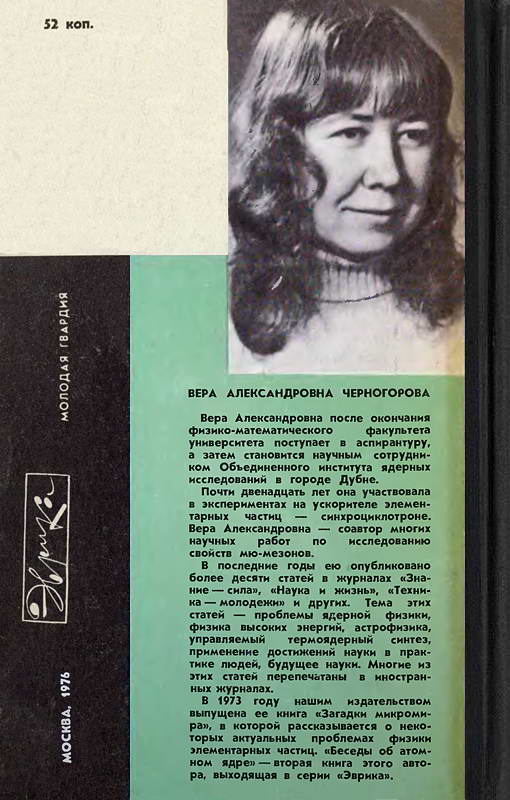 52 коп.
ВЕРА АЛЕКСАНДРОВНА ЧЕРНОГОРОВА
Вера Александровна после окончания
физико-математического факультета
университета поступает в аспирантуру,
а затем становится научным сотрудни-
ком Объединенного института ядерных
исследований в городе Дубне.
Почти двенадцать лет она участвовала
в экспериментах на ускорителе элемен-
тарных частиц — синхроциклотроне.
Вера Александровна — соавтор многих
научных работ по исследованию
свойств мю-мезонов.
В последние годы ею опубликовано
более десяти статей в журналах «Зна-
ние — сила», «Наука и жизнь», «Техни-
ка — молодежи» и других. Тема этих
статей — проблемы ядерной физики,
физика высоких энергий, астрофизика,
управляемый термоядерный синтез,
применение достижений науки в прак-
тике людей, будущее науки. Многие из
этих статей перепечатаны в иностран-
ных журналах.
В 1973 году нашим издательством
выпущена ее книга «Загадки микроми-
ра», в которой рассказывается о неко-
торых актуальных проблемах физики
элементарных частиц. «Беседы об атом-
ном ядре» — вторая книга этого авто-
ра, выходящая в серии «Эврика».
МОЛОДАЯ ГВАРДИЯ
Эврика
МОСКВА, 1976